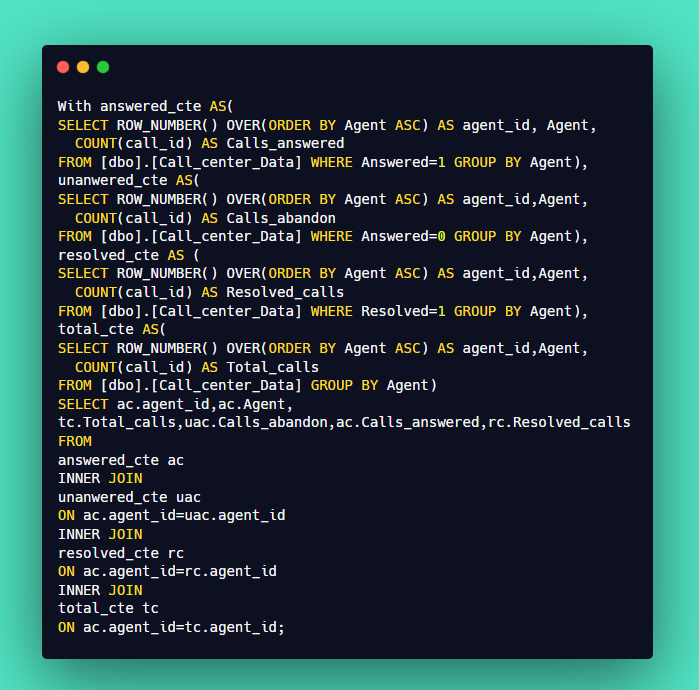 With answered_cte AS(
SELECT ROW_NUMBER() OVER(ORDER BY Agent ASC) AS agent_id, Agent,
  COUNT(call_id) AS Calls_answered
FROM [dbo].[Call_center_Data] WHERE Answered=1 GROUP BY Agent),
unanwered_cte AS(
SELECT ROW_NUMBER() OVER(ORDER BY Agent ASC) AS agent_id,Agent,
  COUNT(call_id) AS Calls_abandon
FROM [dbo].[Call_center_Data] WHERE Answered=0 GROUP BY Agent),
resolved_cte AS (
SELECT ROW_NUMBER() OVER(ORDER BY Agent ASC) AS agent_id,Agent,
  COUNT(call_id) AS Resolved_calls
FROM [dbo].[Call_center_Data] WHERE Resolved=1 GROUP BY Agent),
total_cte AS(
SELECT ROW_NUMBER() OVER(ORDER BY Agent ASC) AS agent_id,Agent,
  COUNT(call_id) AS Total_calls
FROM [dbo].[Call_center_Data] GROUP BY Agent)
SELECT ac.agent_id,ac.Agent,
tc.Total_calls,uac.Calls_abandon,ac.Calls_answered,rc.Resolved_calls
FROM
answered_cte ac
INNER JOIN
unanwered_cte uac
ON ac.agent_id=uac.agent_id
INNER JOIN
resolved_cte rc
ON ac.agent_id=rc.agent_id
INNER JOIN
total_cte tc
ON ac.agent_id=tc.agent_id;